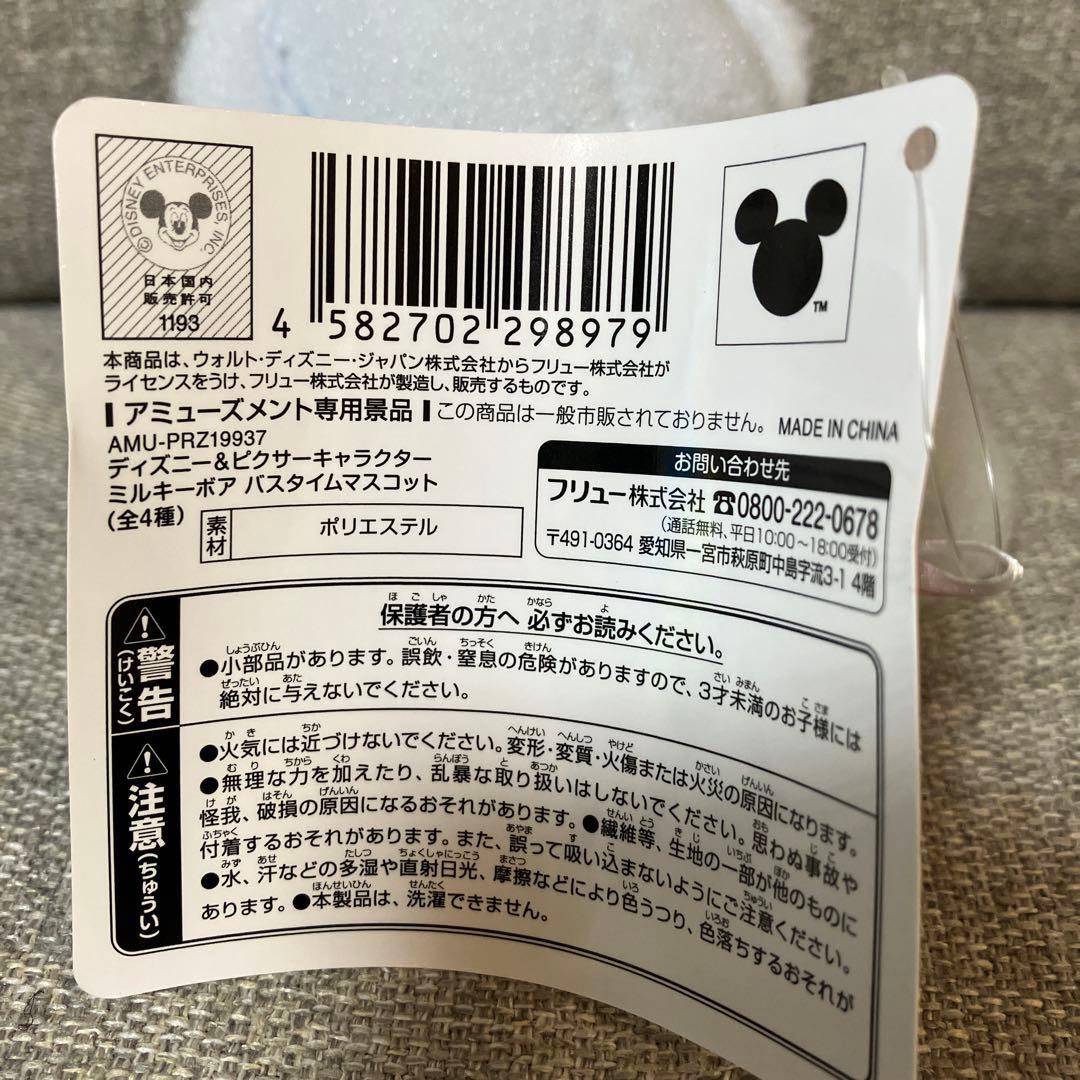 ©DISNEY ENTERPRISES, INC.
日本国内
販売許可
1193
4 582702 298979
TM
本商品は、ウォルト・ディズニー・ジャパン株式会社からフリュー株式会社が
ライセンスをうけ、フリュー株式会社が製造し、販売するものです。
アミューズメント専用景品 この商品は一般市販されておりません。 MADE IN CHINA
AMU-PRZ19937
ディズニー＆ピクサーキャラクター
ミルキーボア バスタイムマスコット
(全4種)
素材 ポリエステル
お問い合わせ先
フリュー株式会社 ☎0800-222-0678
(通話無料、平日10:00～18:00受付)
〒491-0364 愛知県一宮市萩原町中島字流3-1 4階
警告(けいこく)
保護者の方へ 必ずお読みください。
●小部品があります。誤飲・窒息の危険がありますので、3才未満のお子様には
絶対に与えないでください。
注意(ちゅうい)
●火気には近づけないでください。変形・変質・火傷または火災の原因になります。
●無理な力を加えたり、乱暴な取り扱いはしないでください。思わぬ事故や
怪我、破損の原因になるおそれがあります。●繊維等、生地の一部が他のものに
付着するおそれがあります。また、誤って吸い込まないようにご注意ください。
●水、汗などの多湿や直射日光、摩擦などにより色うつり、色落ちするおそれが
あります。●本製品は、洗濯できません。